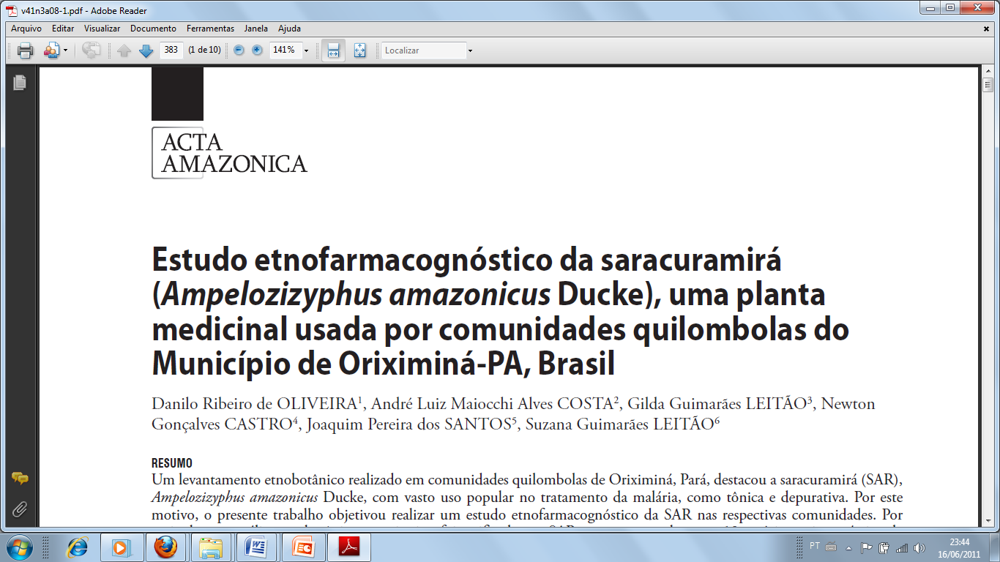 v41n3a08-1.pdf - Adobe Reader
Arquivo Editar Visualizar Documento Ferramentas Janela Ajuda
383 (1 de 10) 141% Localizar
ACTA
AMAZONICA
Estudo etnofarmacognóstico da saracuramirá
(Ampelozizyphus amazonicus Ducke), uma planta
medicinal usada por comunidades quilombolas do
Município de Oriximiná-PA, Brasil
Danilo Ribeiro de OLIVEIRA¹, André Luiz Maiocchi Alves COSTA², Gilda Guimarães LEITÃO³, Newton
Gonçalves CASTRO⁴, Joaquim Pereira dos SANTOS⁵, Suzana Guimarães LEITÃO⁶
RESUMO
Um levantamento etnobotânico realizado em comunidades quilombolas de Oriximiná, Pará, destacou a saracuramirá (SAR),
Ampelozizyphus amazonicus Ducke, com vasto uso popular no tratamento da malária, como tônica e depurativa. Por este
motivo, o presente trabalho objetivou realizar um estudo etnofarmacognóstico da SAR nas respectivas comunidades. Por
PT
23:44
16/06/2011